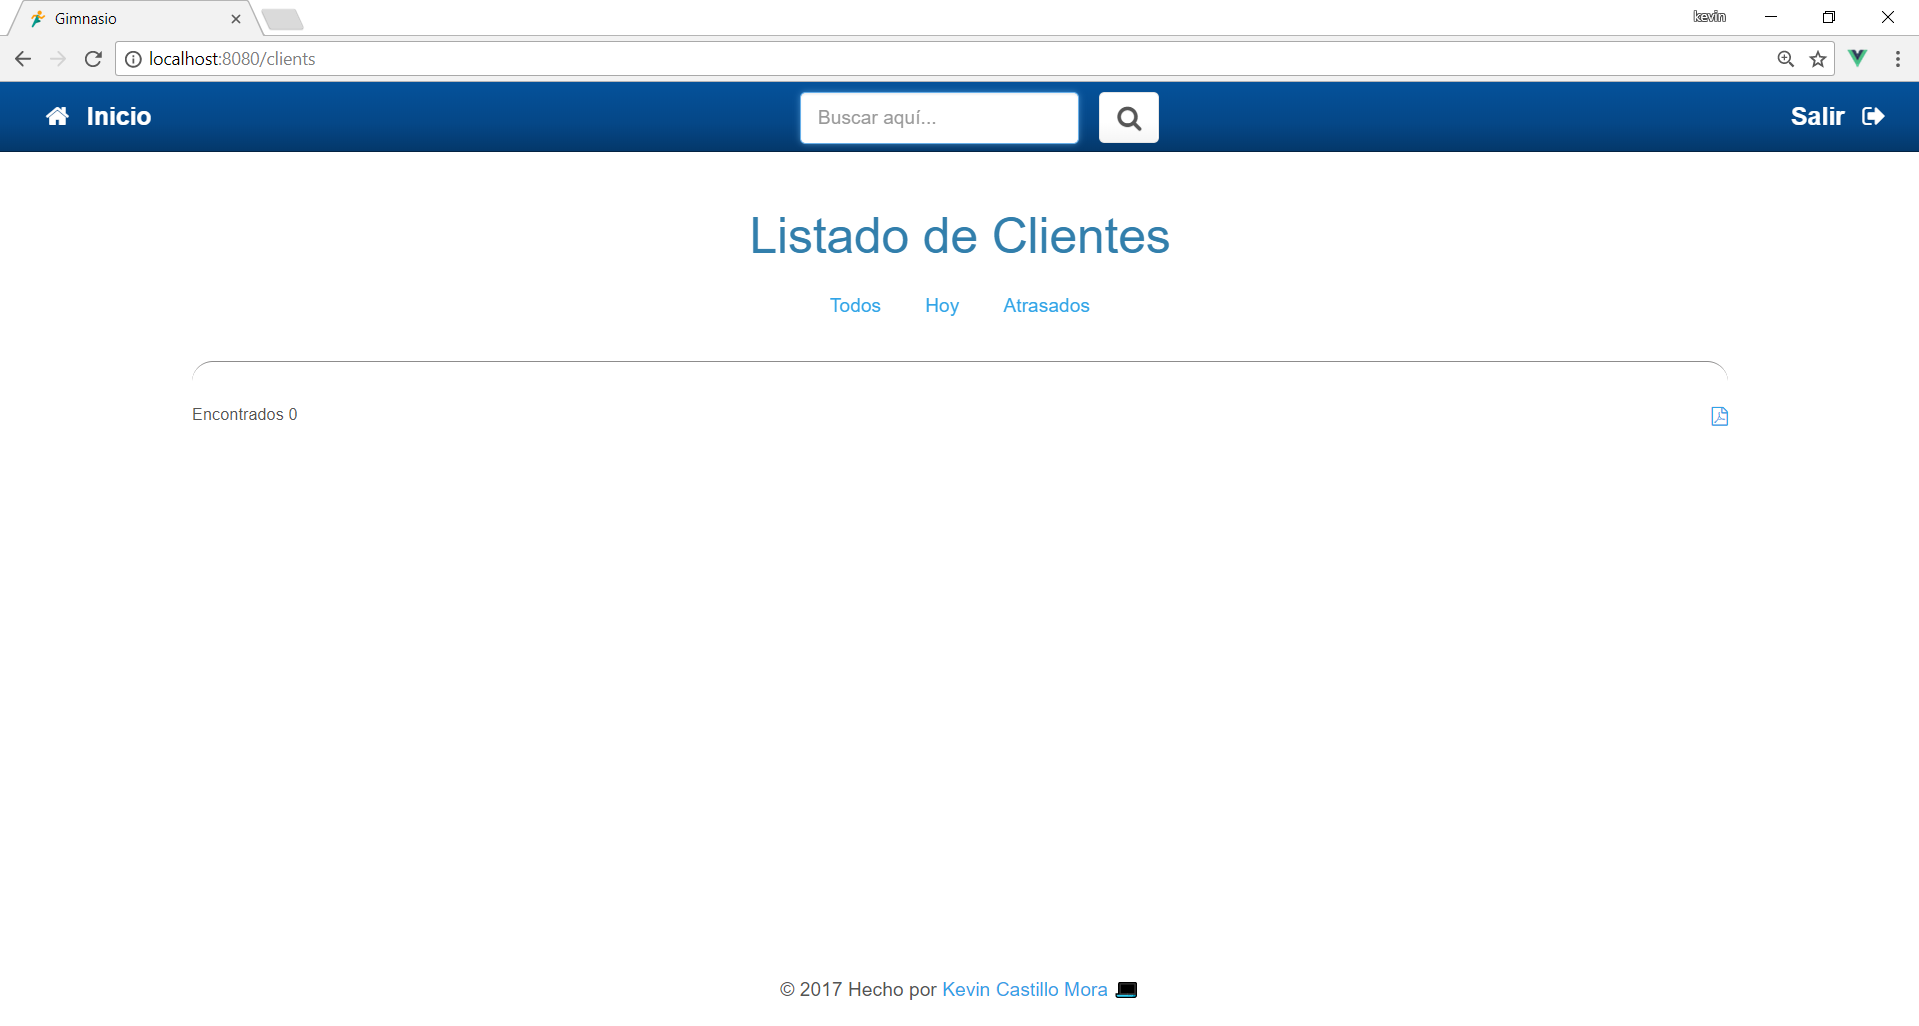 Gimnasio
kevin
localhost:8080/clients
Inicio
Buscar aquí...
Salir
Listado de Clientes
Todos Hoy Atrasados
Encontrados 0
© 2017 Hecho por Kevin Castillo Mora